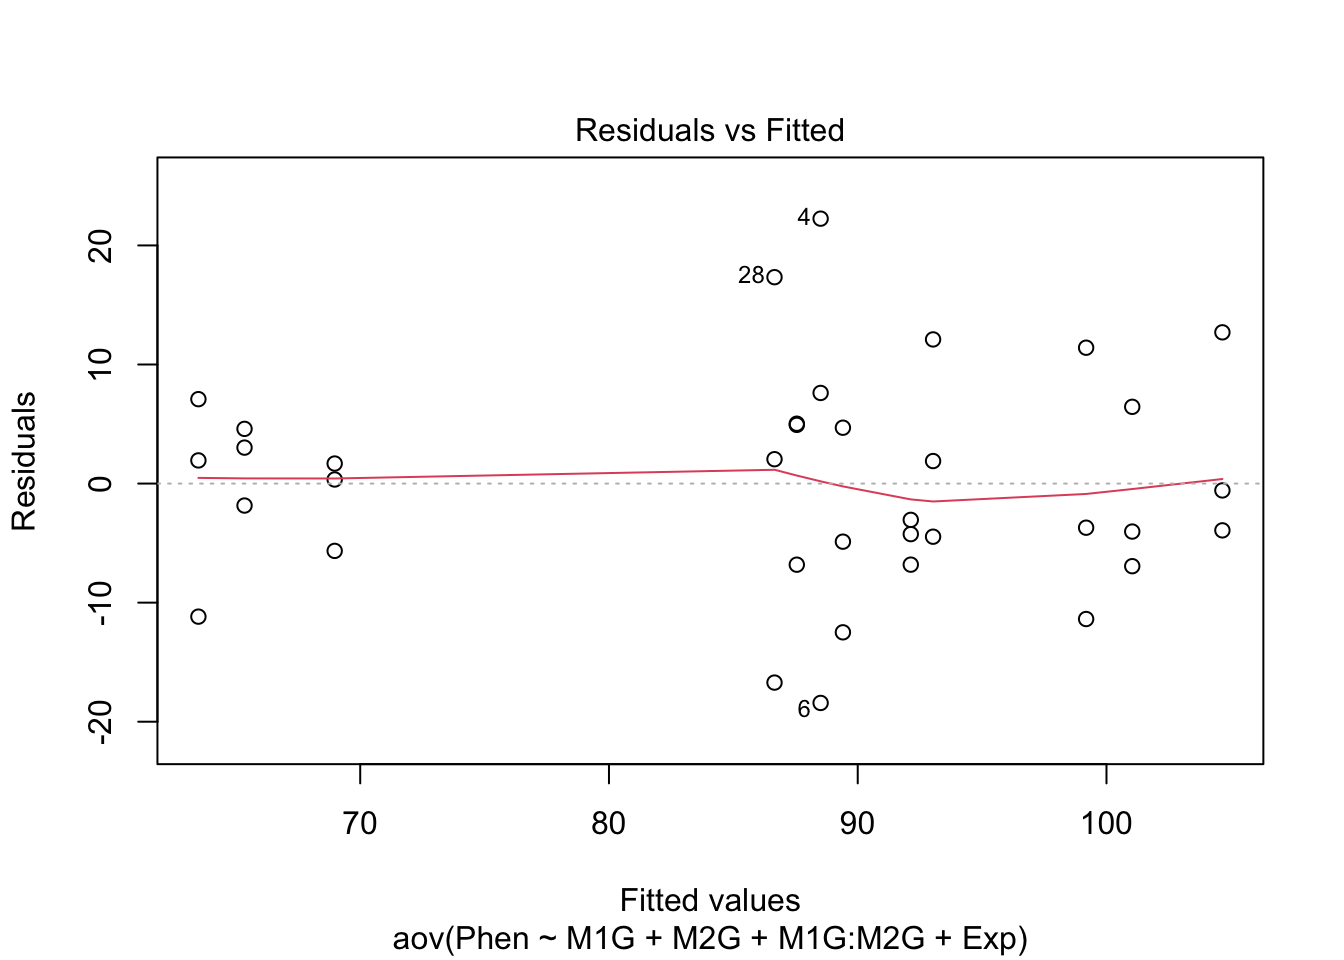 Residuals vs Fitted
Residuals
20
10
0
-10
-20
4
28
6
70 80 90 100
Fitted values
aov(Phen ~ M1G + M2G + M1G:M2G + Exp)